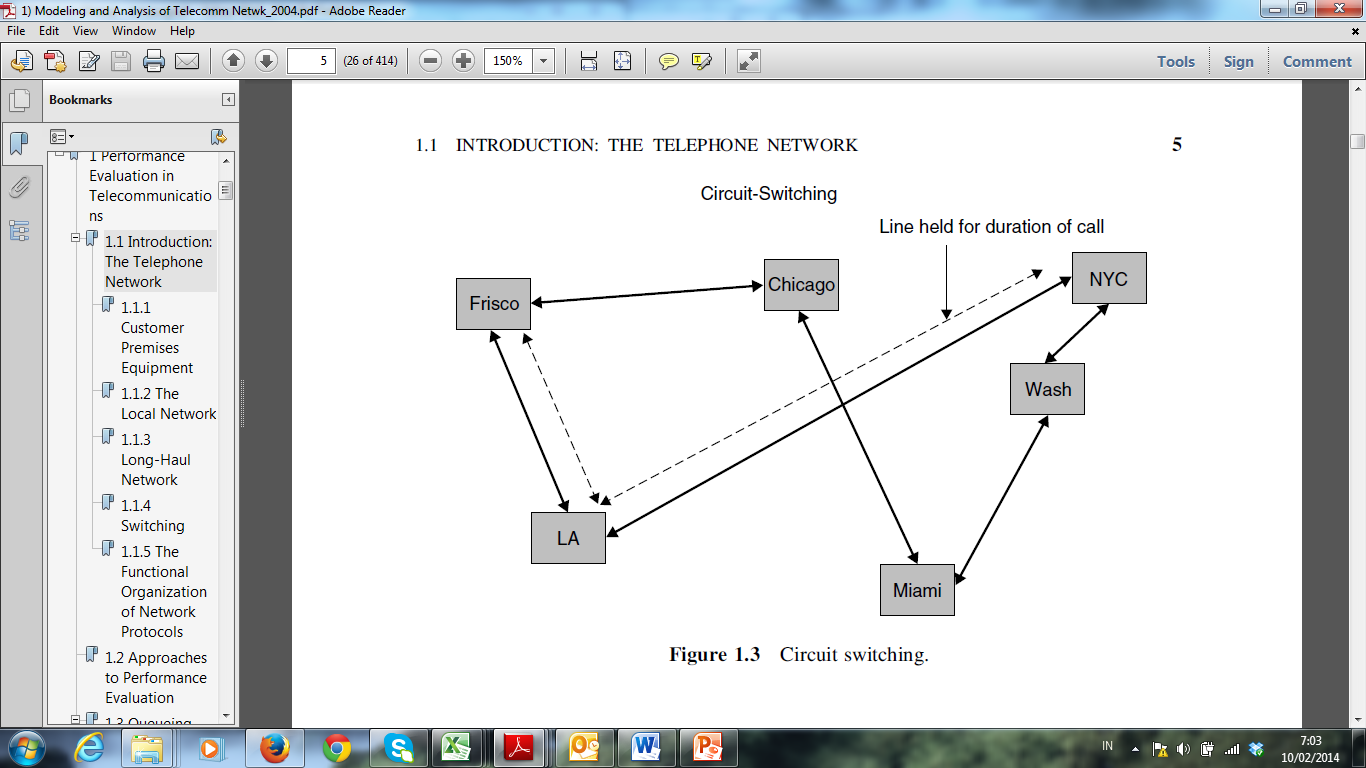 1) Modeling and Analysis of Telecomm Netwk_2004.pdf - Adobe Reader
File Edit View Window Help
5 (26 of 414) 150% Tools Sign Comment
Bookmarks
1 Performance
Evaluation in
Telecommunicatio
ns
1.1 Introduction:
The Telephone
Network
1.1.1
Customer
Premises
Equipment
1.1.2 The
Local Network
1.1.3
Long-Haul
Network
1.1.4
Switching
1.1.5 The
Functional
Organization
of Network
Protocols
1.2 Approaches
to Performance
Evaluation
1.3 Queueing
1.1 INTRODUCTION: THE TELEPHONE NETWORK 5
Circuit-Switching
Line held for duration of call
Frisco
Chicago
NYC
Wash
LA
Miami
Figure 1.3 Circuit switching.
IN
7:03
10/02/2014